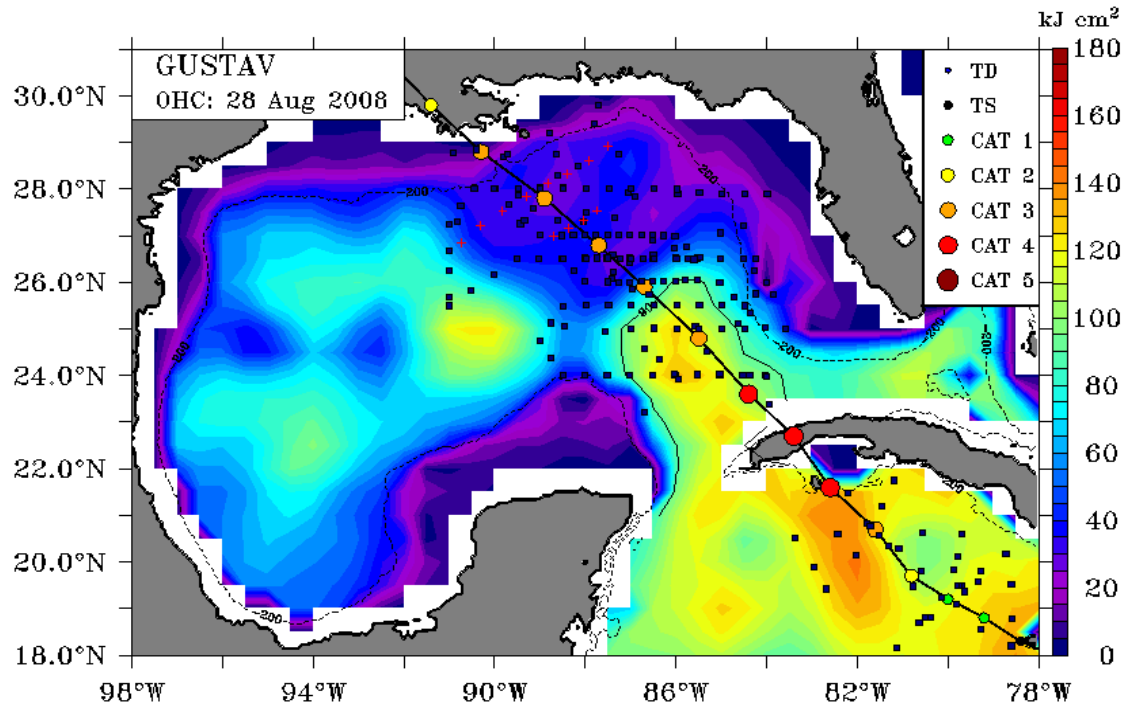 kJ cm²
GUSTAV
OHC: 28 Aug 2008
TD
TS
CAT 1
CAT 2
CAT 3
CAT 4
CAT 5
30.0°N
28.0°N
26.0°N
24.0°N
22.0°N
20.0°N
18.0°N
98°W
94°W
90°W
86°W
82°W
78°W
180
160
140
120
100
80
60
40
20
0
-200
-200
-200
-200
-200
-200
-200